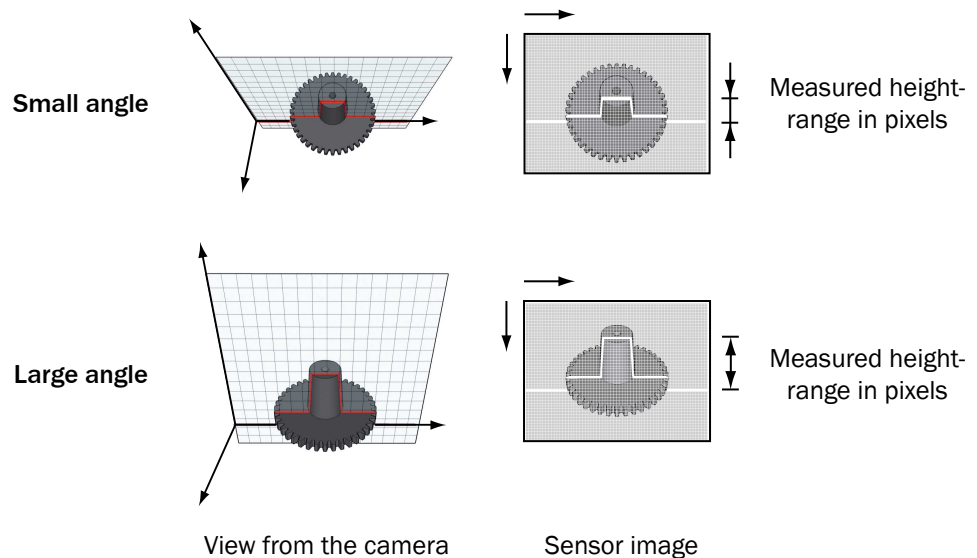 Small angle
Measured height-
range in pixels
Large angle
Measured height-
range in pixels
View from the camera
Sensor image